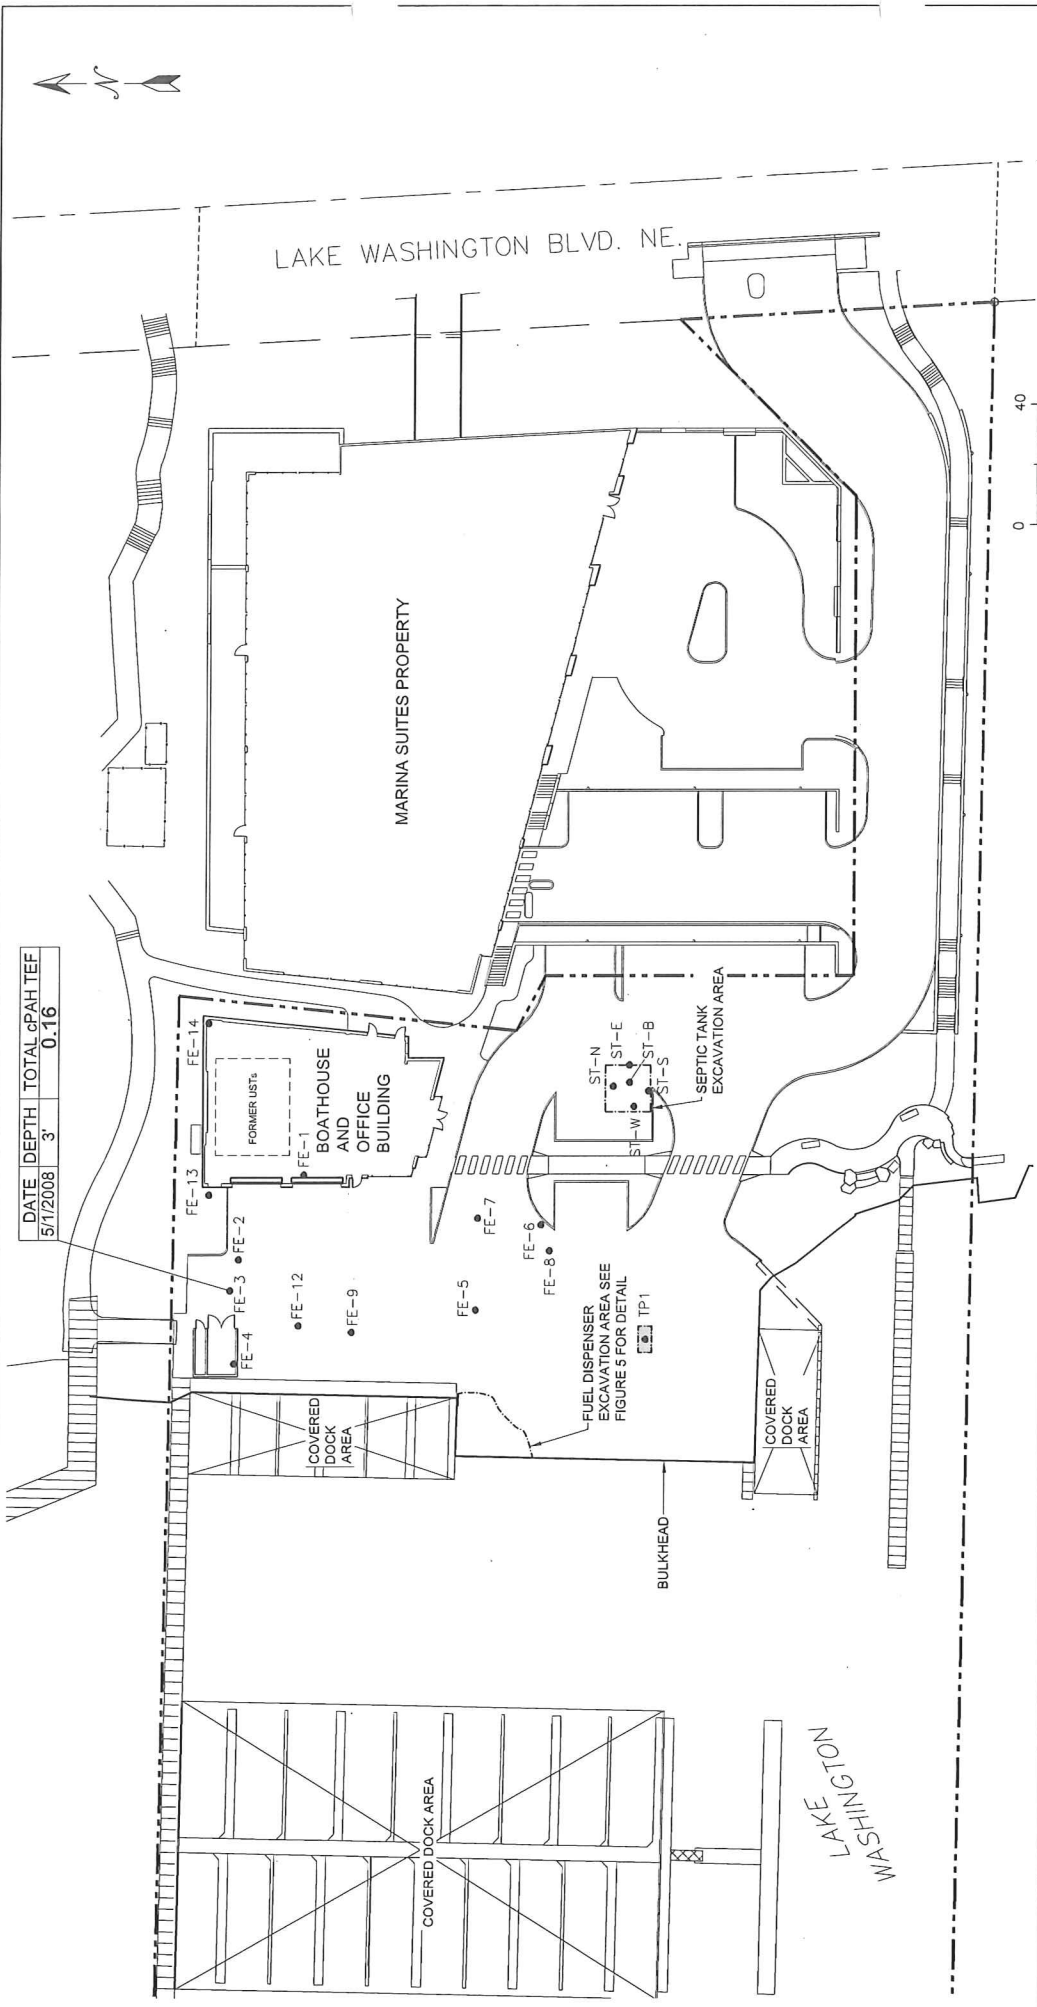 N
LAKE WASHINGTON BLVD. NE.
DATE DEPTH TOTAL cPAH TEF
5/1/2008 3' 0.16
MARINA SUITES PROPERTY
FE-14
FORMER USTs
BOATHOUSE
AND
OFFICE
BUILDING
FE-13
FE-1
FE-2
FE-3
FE-4
FE-12
FE-9
FE-7
FE-5
FE-6
FE-8
ST-N
ST-E
ST-B
ST-S
ST-W
SEPTIC TANK
EXCAVATION AREA
TP1
FUEL DISPENSER
EXCAVATION AREA SEE
FIGURE 5 FOR DETAIL
COVERED
DOCK
AREA
COVERED
DOCK
AREA
BULKHEAD
COVERED DOCK AREA
LAKE
WASHINGTON
0 40